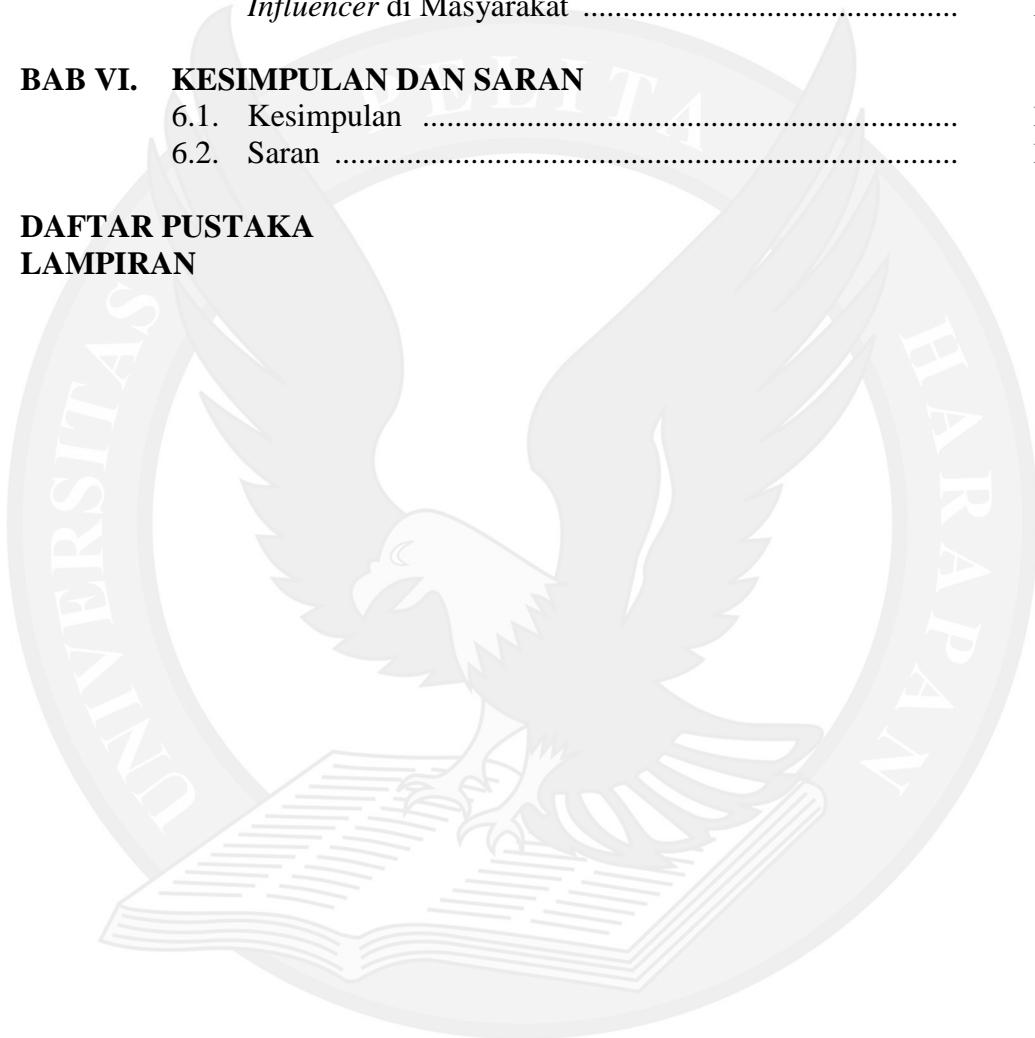 Influencer di Masyarakat ................................................
BAB VI. KESIMPULAN DAN SARAN
6.1. Kesimpulan ....................................................................
6.2. Saran ...............................................................................
DAFTAR PUSTAKA
LAMPIRAN
UNIVERSITAS PELITA HARAPAN